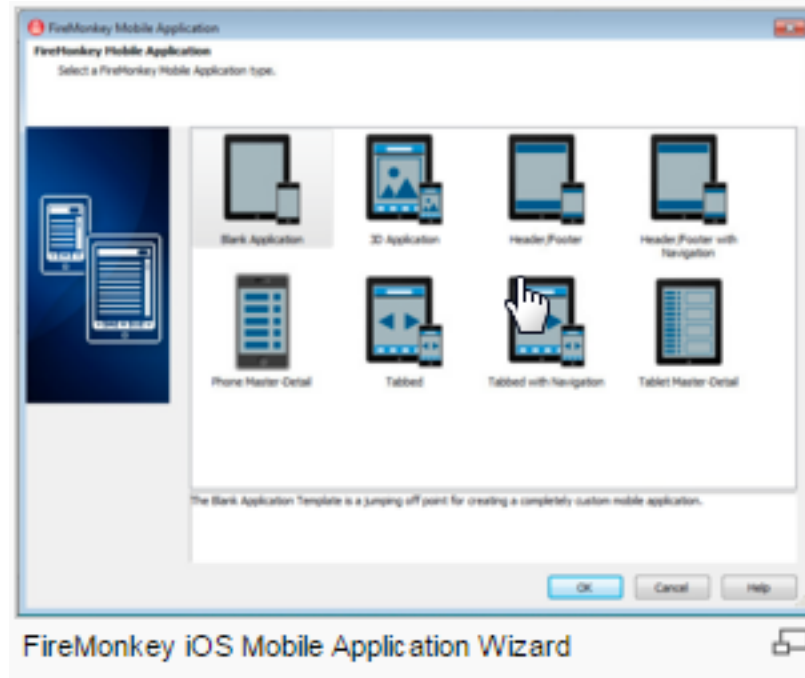 FireMonkey Mobile Application
FireMonkey Mobile Application
Select a FireMonkey Mobile Application type.
Blank Application
3D Application
Header/Footer
Header/Footer with
Navigation
Phone Master-Detail
Tabbed
Tabbed with Navigation
Tablet Master-Detail
The Blank Application Template is a jumping off point for creating a completely custom mobile application.
OK
Cancel
Help
FireMonkey iOS Mobile Application Wizard